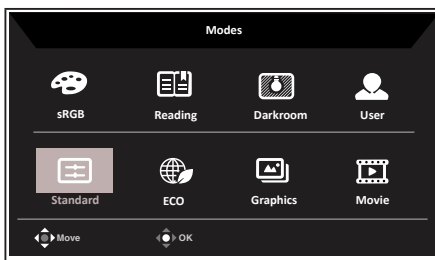 Modes
sRGB Reading Darkroom User
Standard ECO Graphics Movie
Move OK